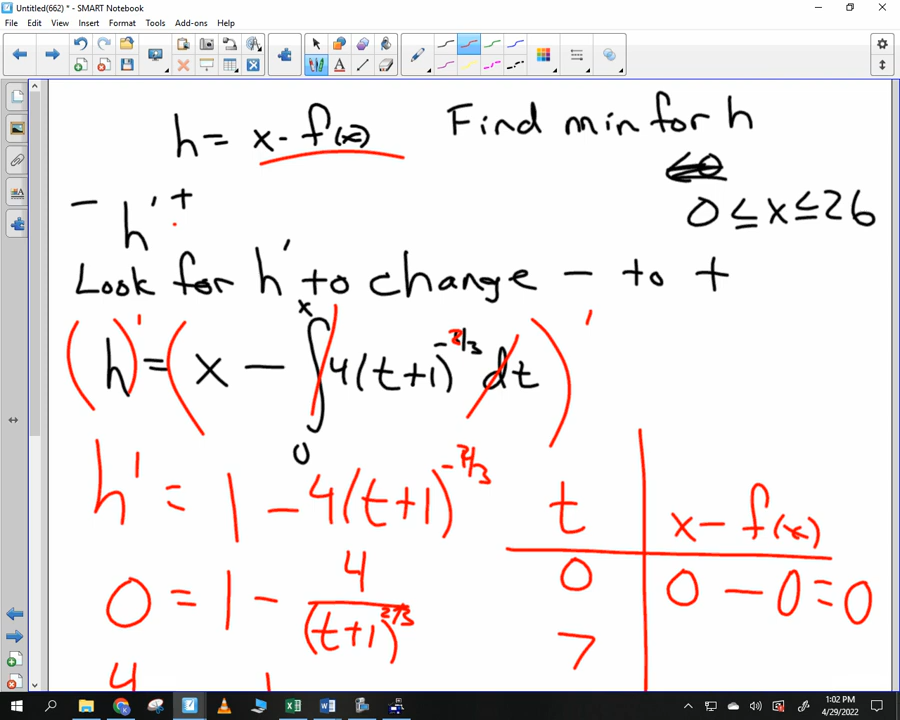 Untitled(662) * - SMART Notebook
File Edit View Insert Format Tools Add-ons Help
h = x - f(x) Find min for h
0 ≤ x ≤ 26
- h' +
Look for h' to change - to +
(h)' = (x - ∫₀ˣ 4(t+1)^-2/3 dt)'
h' = 1 - 4(t+1)^-2/3
t x - f(x)
0 = 1 - 4/(t+1)^2/3
0 0 - 0 = 0
7
4 1
1:02 PM
4/29/2022